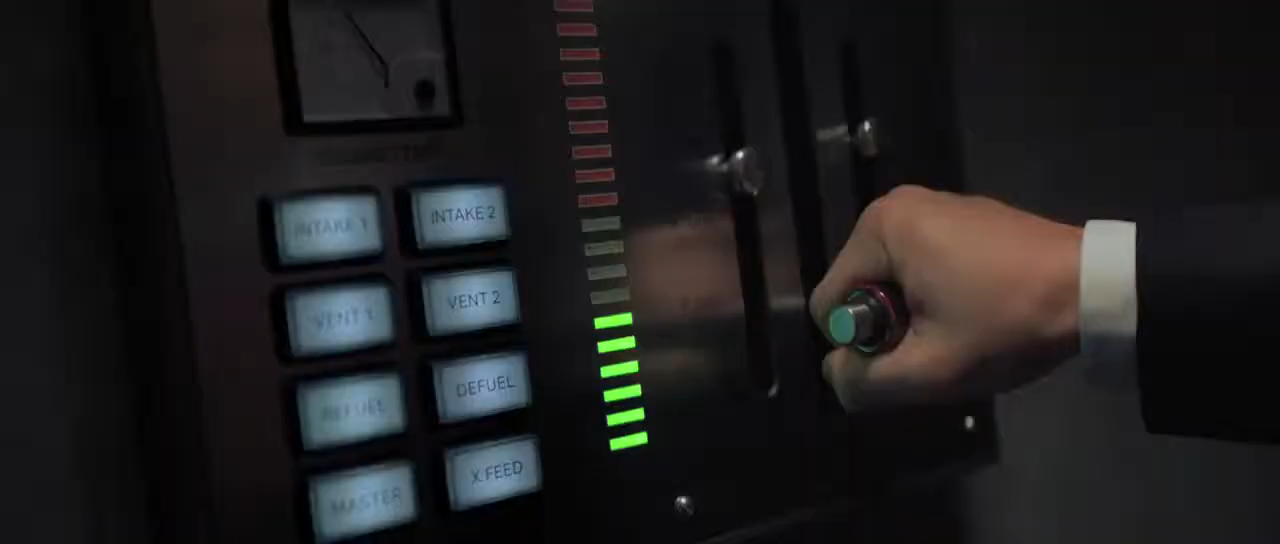 INTAKE 1
INTAKE 2
VENT 1
VENT 2
REFUEL
DEFUEL
MASTER
X.FEED